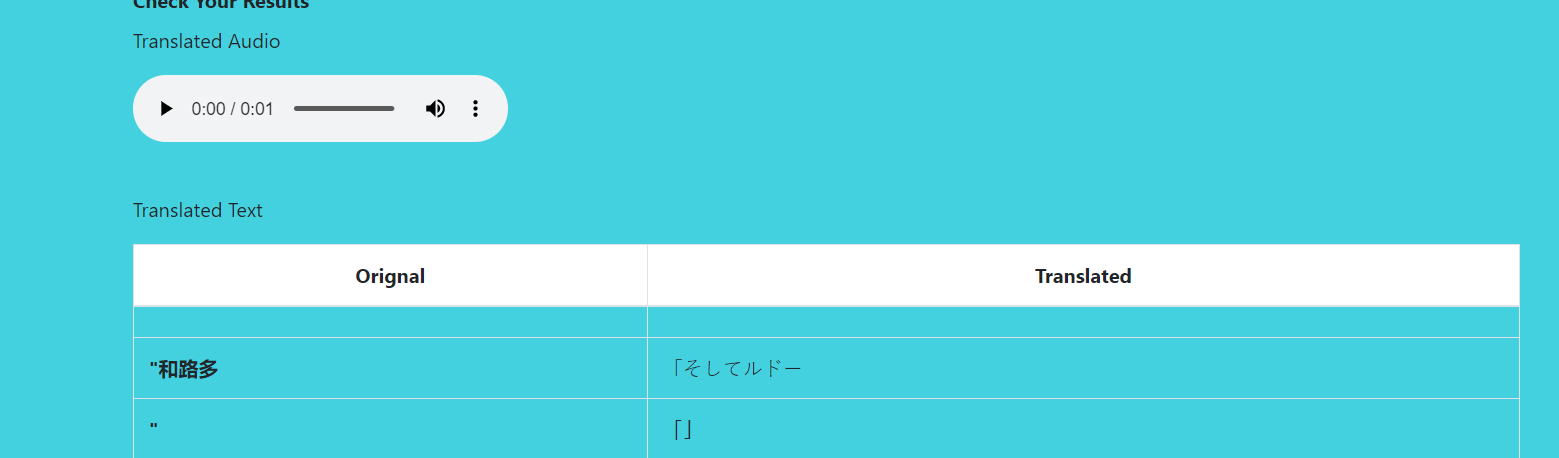 Check Your Results
Translated Audio
0:00 / 0:01
Translated Text
Orignal Translated
"和路多 「そしてルドー
" 「」